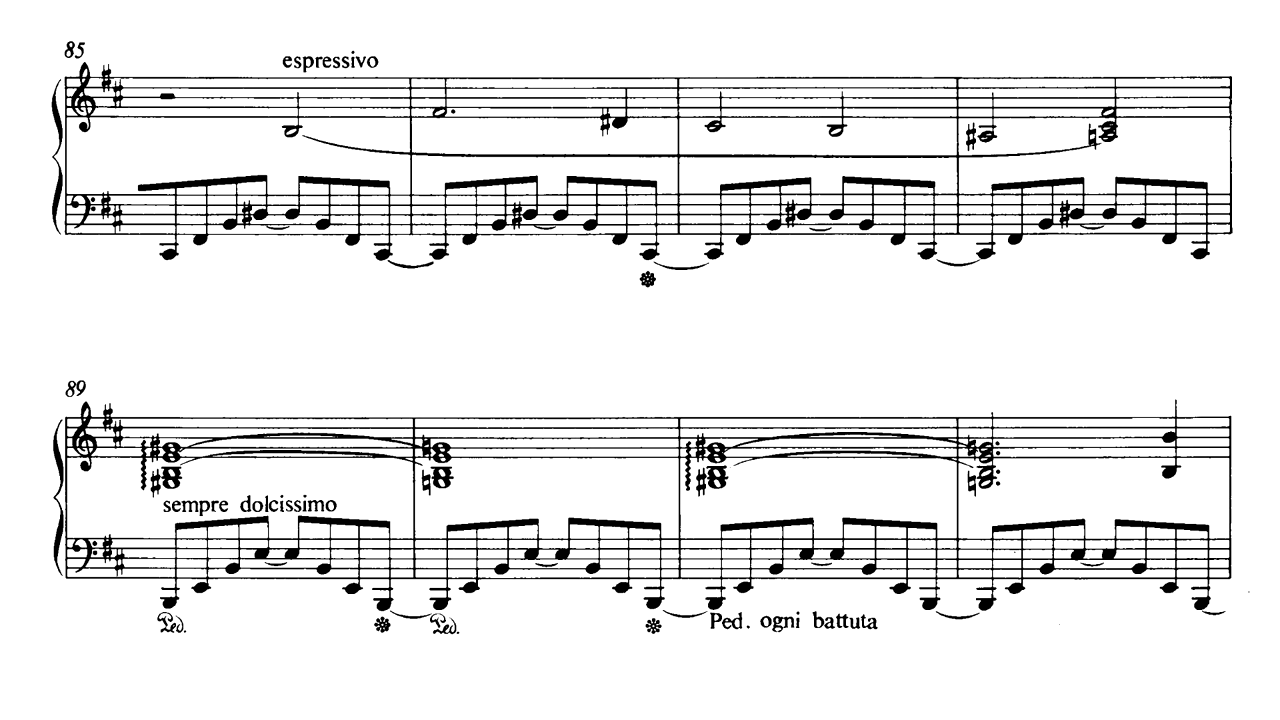 85
espressivo
89
sempre dolcissimo
Ped. Ped.
Ped. ogni battuta